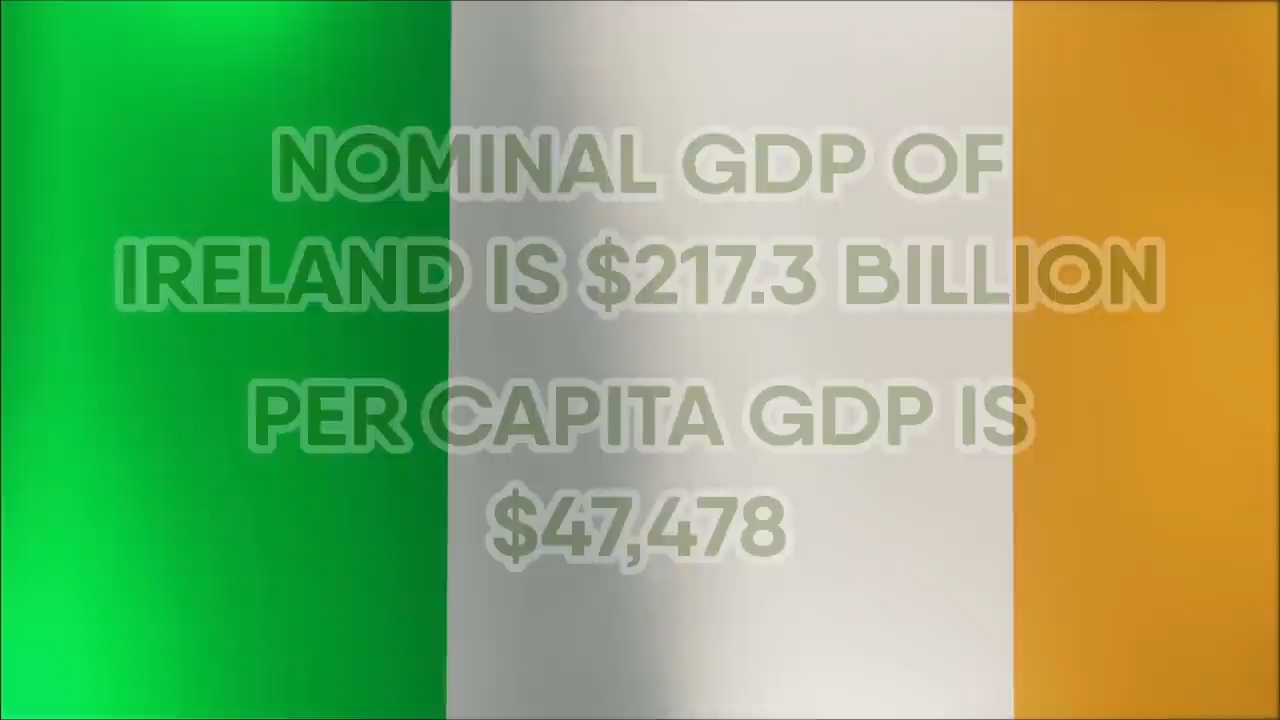 NOMINAL GDP OF
IRELAND IS $217.3 BILLION
PER CAPITA GDP IS
$47,478